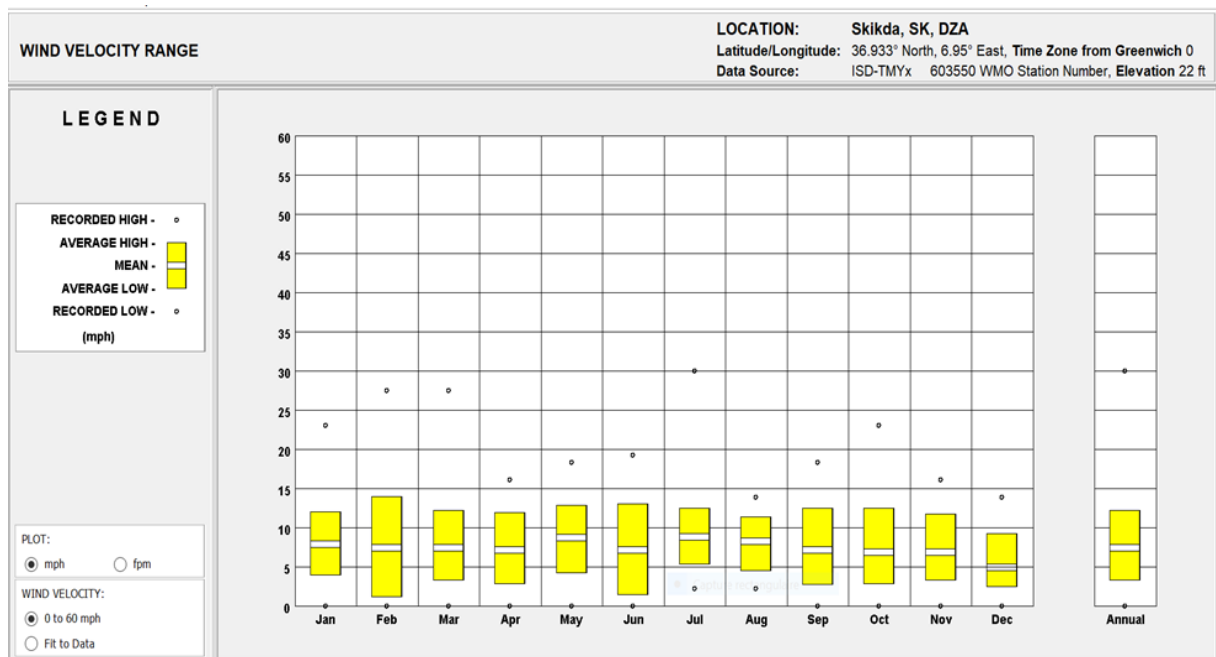 WIND VELOCITY RANGE
LOCATION: Skikda, SK, DZA
Latitude/Longitude: 36.933° North, 6.95° East, Time Zone from Greenwich 0
Data Source: ISD-TMYx 603550 WMO Station Number, Elevation 22 ft
LEGEND
RECORDED HIGH -
AVERAGE HIGH -
MEAN -
AVERAGE LOW -
RECORDED LOW -
(mph)
PLOT:
mph fpm
WIND VELOCITY:
0 to 60 mph
Fit to Data
60
55
50
45
40
35
30
25
20
15
10
5
0
Jan Feb Mar Apr May Jun Jul Aug Sep Oct Nov Dec Annual